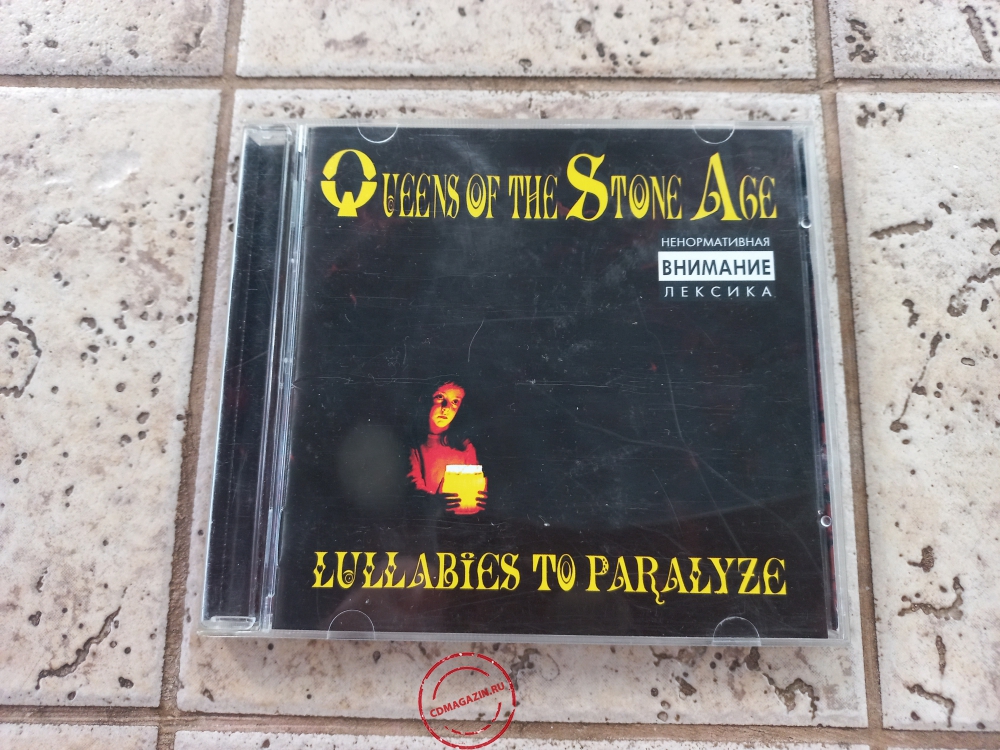 QUEENS OF THE STONE AGE
НЕНОРМАТИВНАЯ
ВНИМАНИЕ
ЛЕКСИКА
LULLABIES TO PARALYZE
CDMAGAZIN.RU